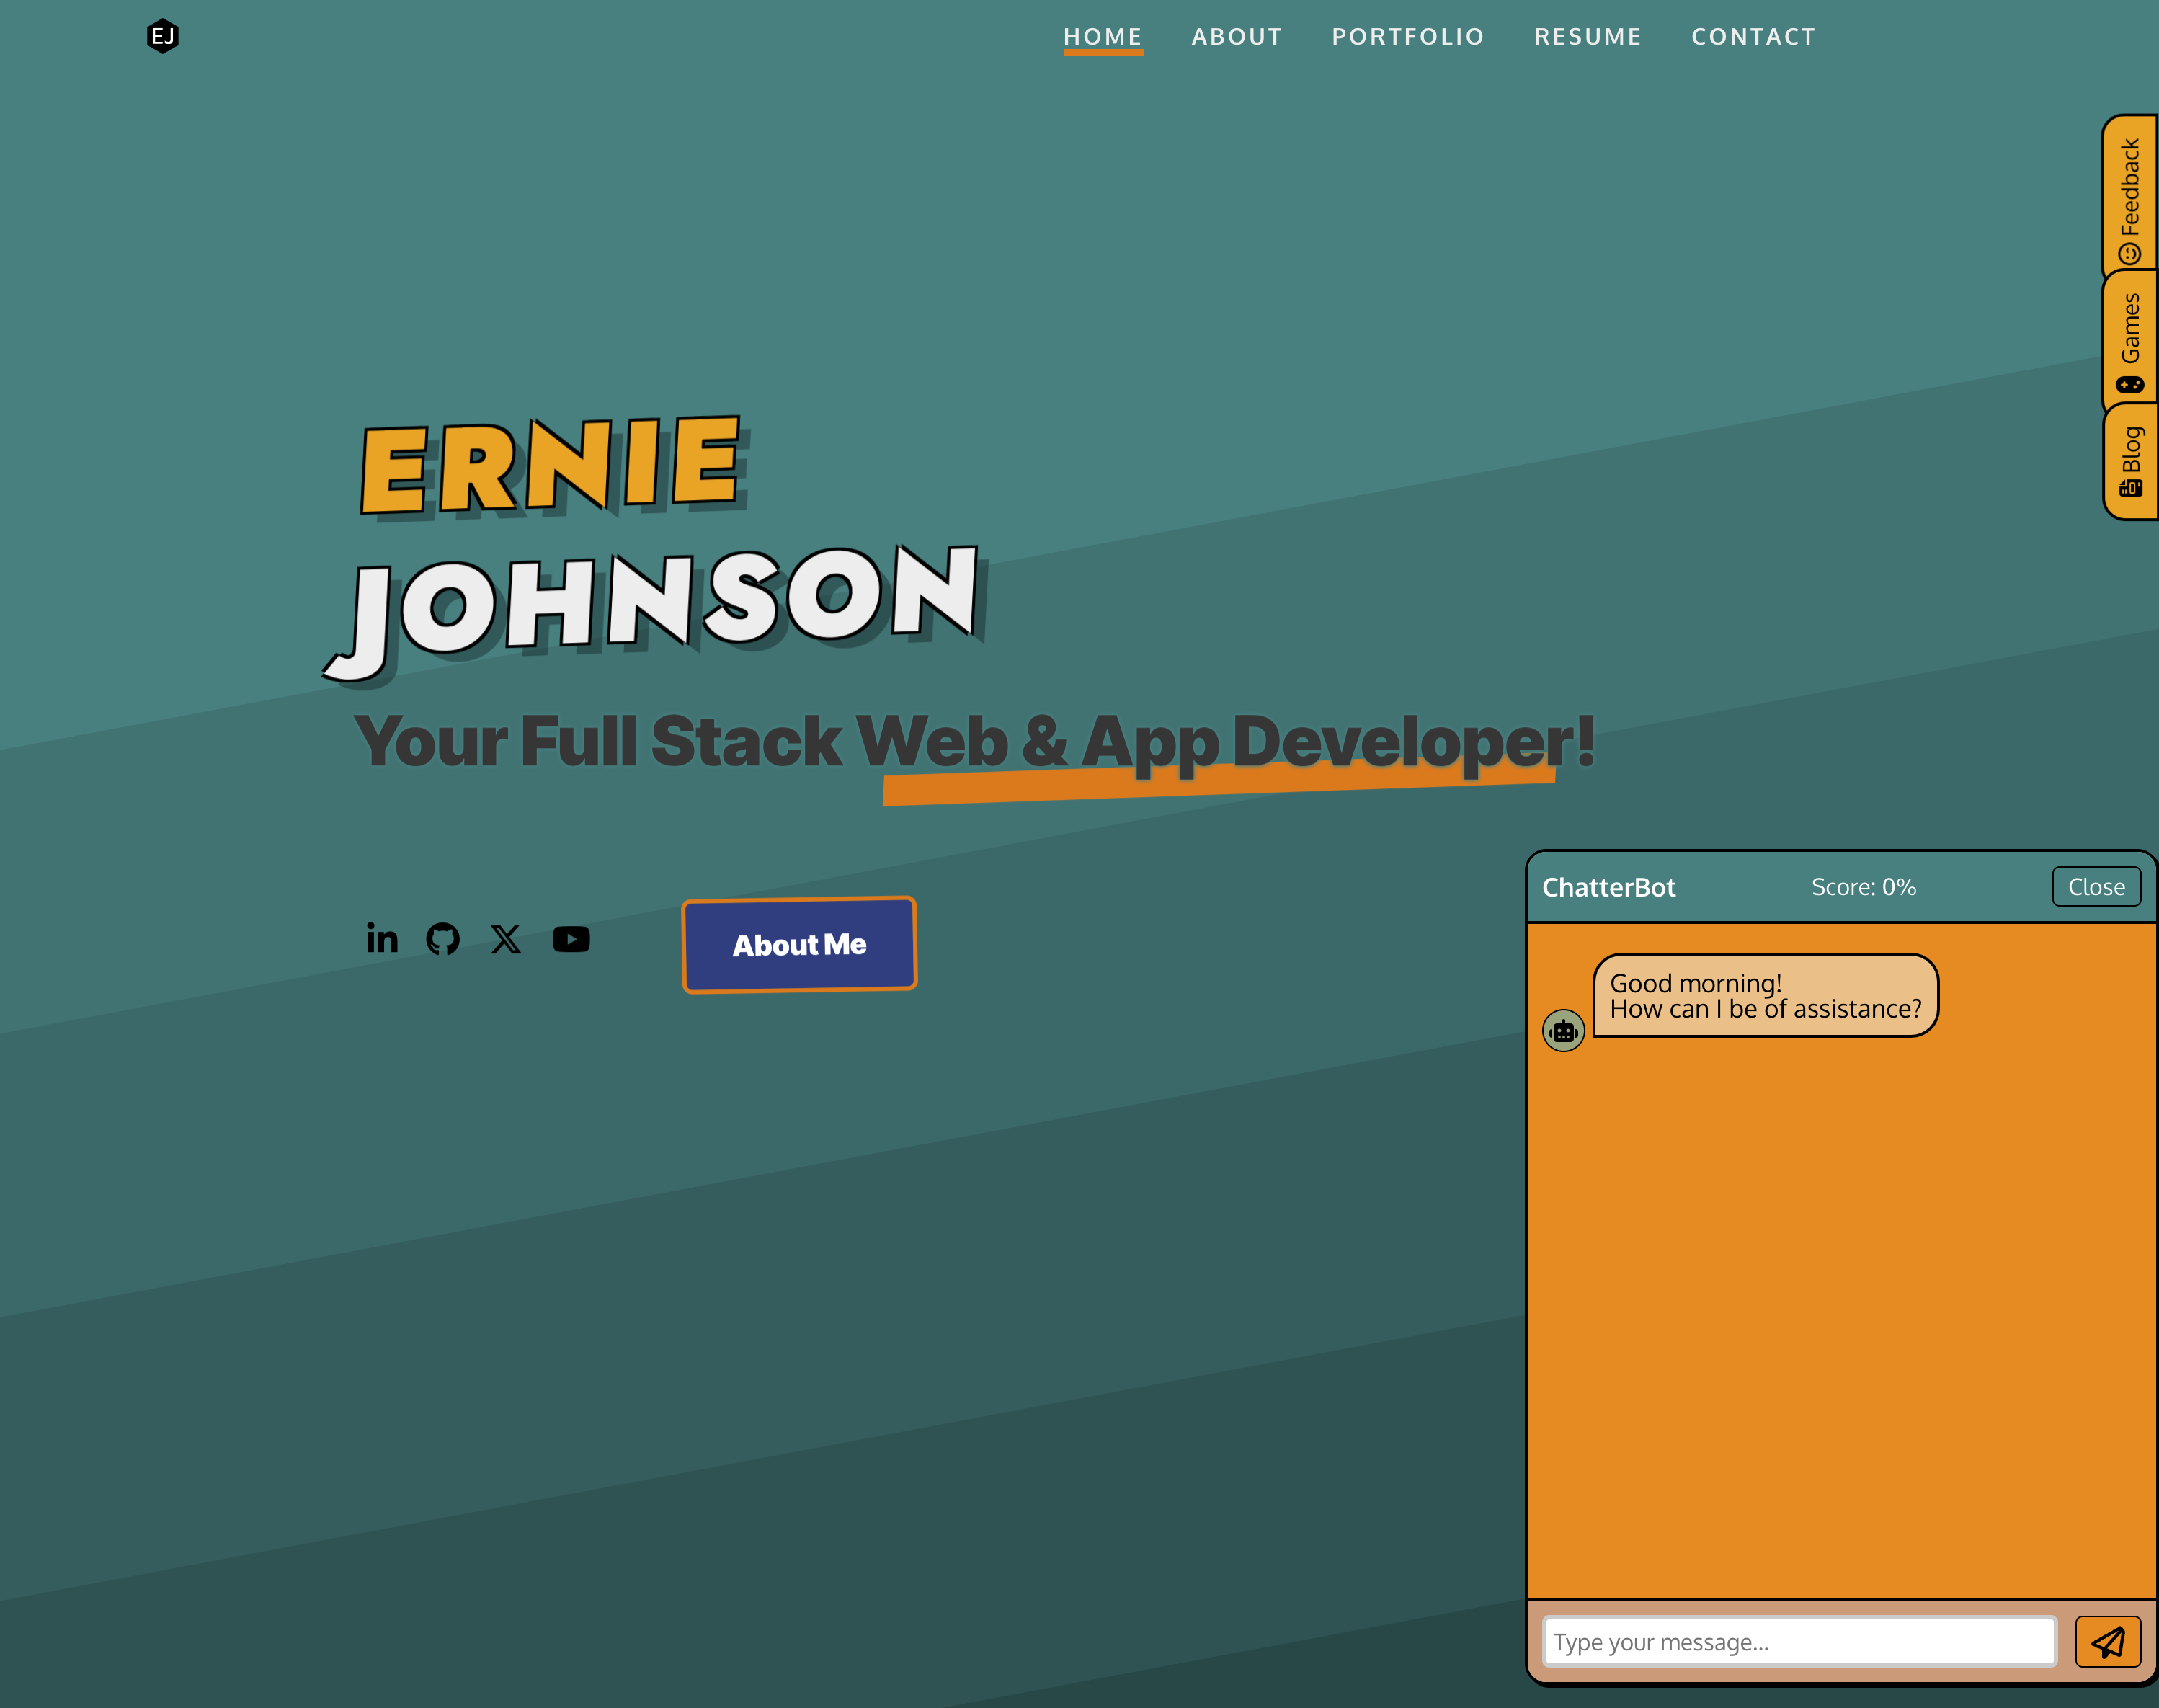 EJ
HOME ABOUT PORTFOLIO RESUME CONTACT
Feedback
Games
Blog
ERNIE
JOHNSON
Your Full Stack Web & App Developer!
in
About Me
ChatterBot Score: 0% Close
Good morning!
How can I be of assistance?
Type your message...